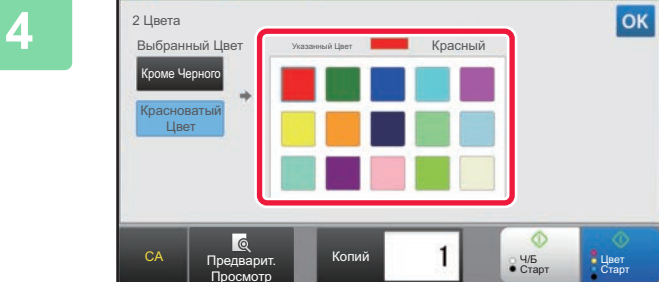 4
2 Цвета
OK
Выбранный Цвет
Указанный Цвет
Красный
Кроме Черного
Красноватый
Цвет
CA
Предварит.
Просмотр
Копий
1
Ч/Б
Старт
Цвет
Старт